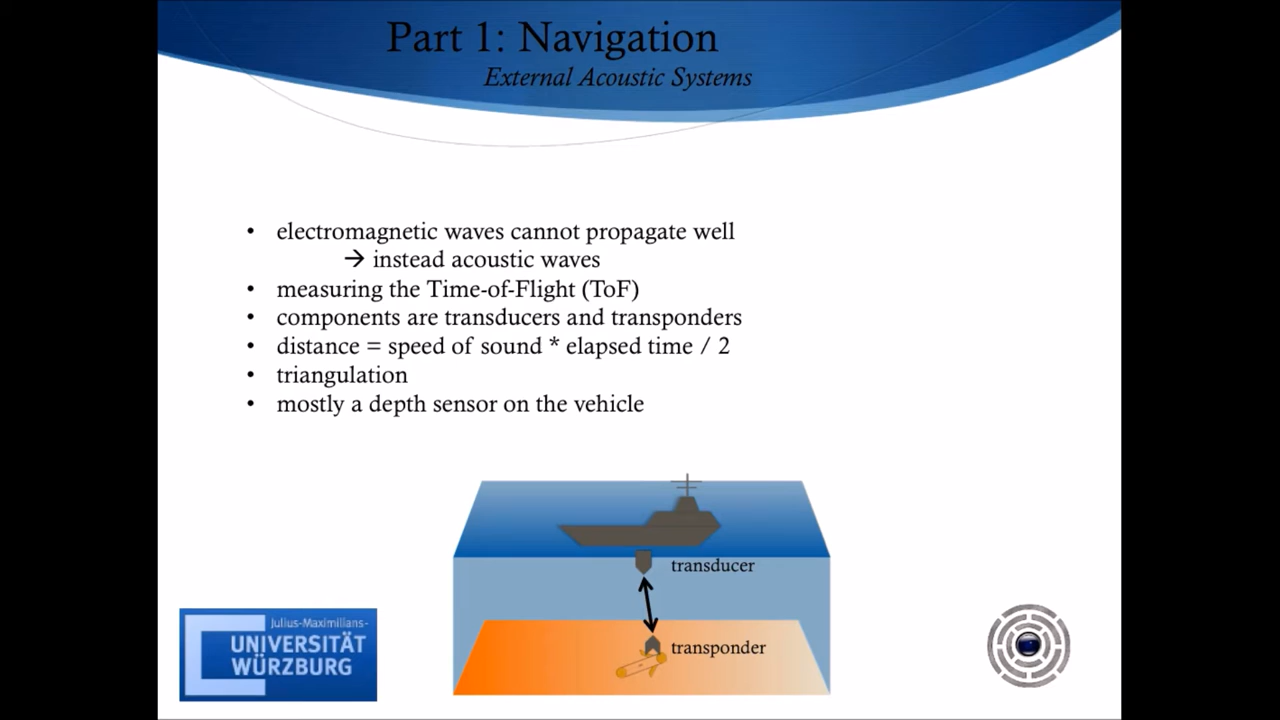 Part 1: Navigation
External Acoustic Systems
• electromagnetic waves cannot propagate well
→ instead acoustic waves
• measuring the Time-of-Flight (ToF)
• components are transducers and transponders
• distance = speed of sound * elapsed time / 2
• triangulation
• mostly a depth sensor on the vehicle
transducer
transponder
Julius-Maximilians-
UNIVERSITÄT
WÜRZBURG